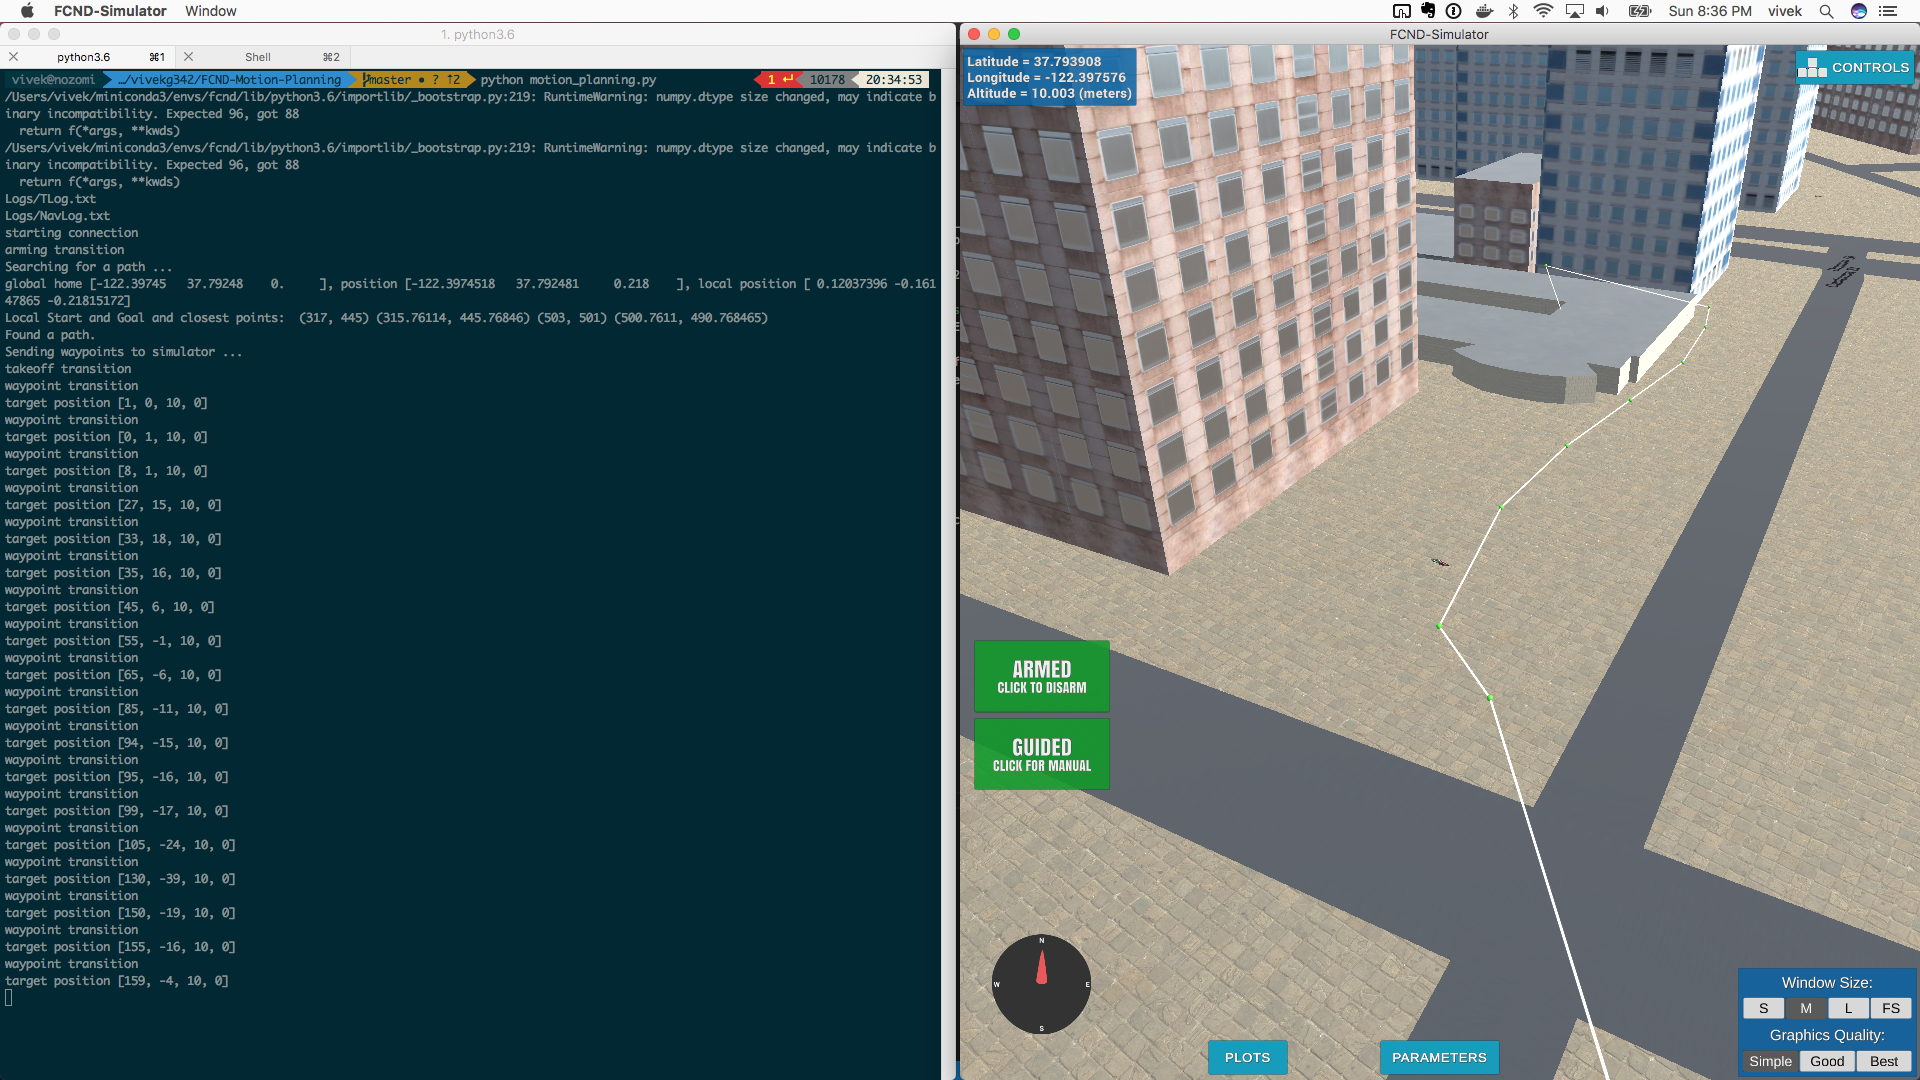 FCND-Simulator Window
Sun 8:36 PM vivek
1. python3.6
python3.6 ⌘1 Shell ⌘2
vivek@nozomi …/vivekg342/FCND-Motion-Planning master • ? ↑2 python motion_planning.py 1 ↵ 10178 20:34:53
/Users/vivek/miniconda3/envs/fcnd/lib/python3.6/importlib/_bootstrap.py:219: RuntimeWarning: numpy.dtype size changed, may indicate b
inary incompatibility. Expected 96, got 88
return f(*args, **kwds)
/Users/vivek/miniconda3/envs/fcnd/lib/python3.6/importlib/_bootstrap.py:219: RuntimeWarning: numpy.dtype size changed, may indicate b
inary incompatibility. Expected 96, got 88
return f(*args, **kwds)
Logs/TLog.txt
Logs/NavLog.txt
starting connection
arming transition
Searching for a path ...
global home [-122.39745 37.79248 0. ], position [-122.3974518 37.792481 0.218 ], local position [ 0.12037396 -0.161
47865 -0.21815172]
Local Start and Goal and closest points: (317, 445) (315.76114, 445.76846) (503, 501) (500.7611, 490.768465)
Found a path.
Sending waypoints to simulator ...
takeoff transition
waypoint transition
target position [1, 0, 10, 0]
waypoint transition
target position [0, 1, 10, 0]
waypoint transition
target position [8, 1, 10, 0]
waypoint transition
target position [27, 15, 10, 0]
waypoint transition
target position [33, 18, 10, 0]
waypoint transition
target position [35, 16, 10, 0]
waypoint transition
target position [45, 6, 10, 0]
waypoint transition
target position [55, -1, 10, 0]
waypoint transition
target position [65, -6, 10, 0]
waypoint transition
target position [85, -11, 10, 0]
waypoint transition
target position [94, -15, 10, 0]
waypoint transition
target position [95, -16, 10, 0]
waypoint transition
target position [99, -17, 10, 0]
waypoint transition
target position [105, -24, 10, 0]
waypoint transition
target position [130, -39, 10, 0]
waypoint transition
target position [150, -19, 10, 0]
waypoint transition
target position [155, -16, 10, 0]
waypoint transition
target position [159, -4, 10, 0]
FCND-Simulator
Latitude = 37.793908
Longitude = -122.397576
Altitude = 10.003 (meters)
CONTROLS
ARMED
CLICK TO DISARM
GUIDED
CLICK FOR MANUAL
N
W E
S
PLOTS PARAMETERS
Window Size:
S M L FS
Graphics Quality:
Simple Good Best